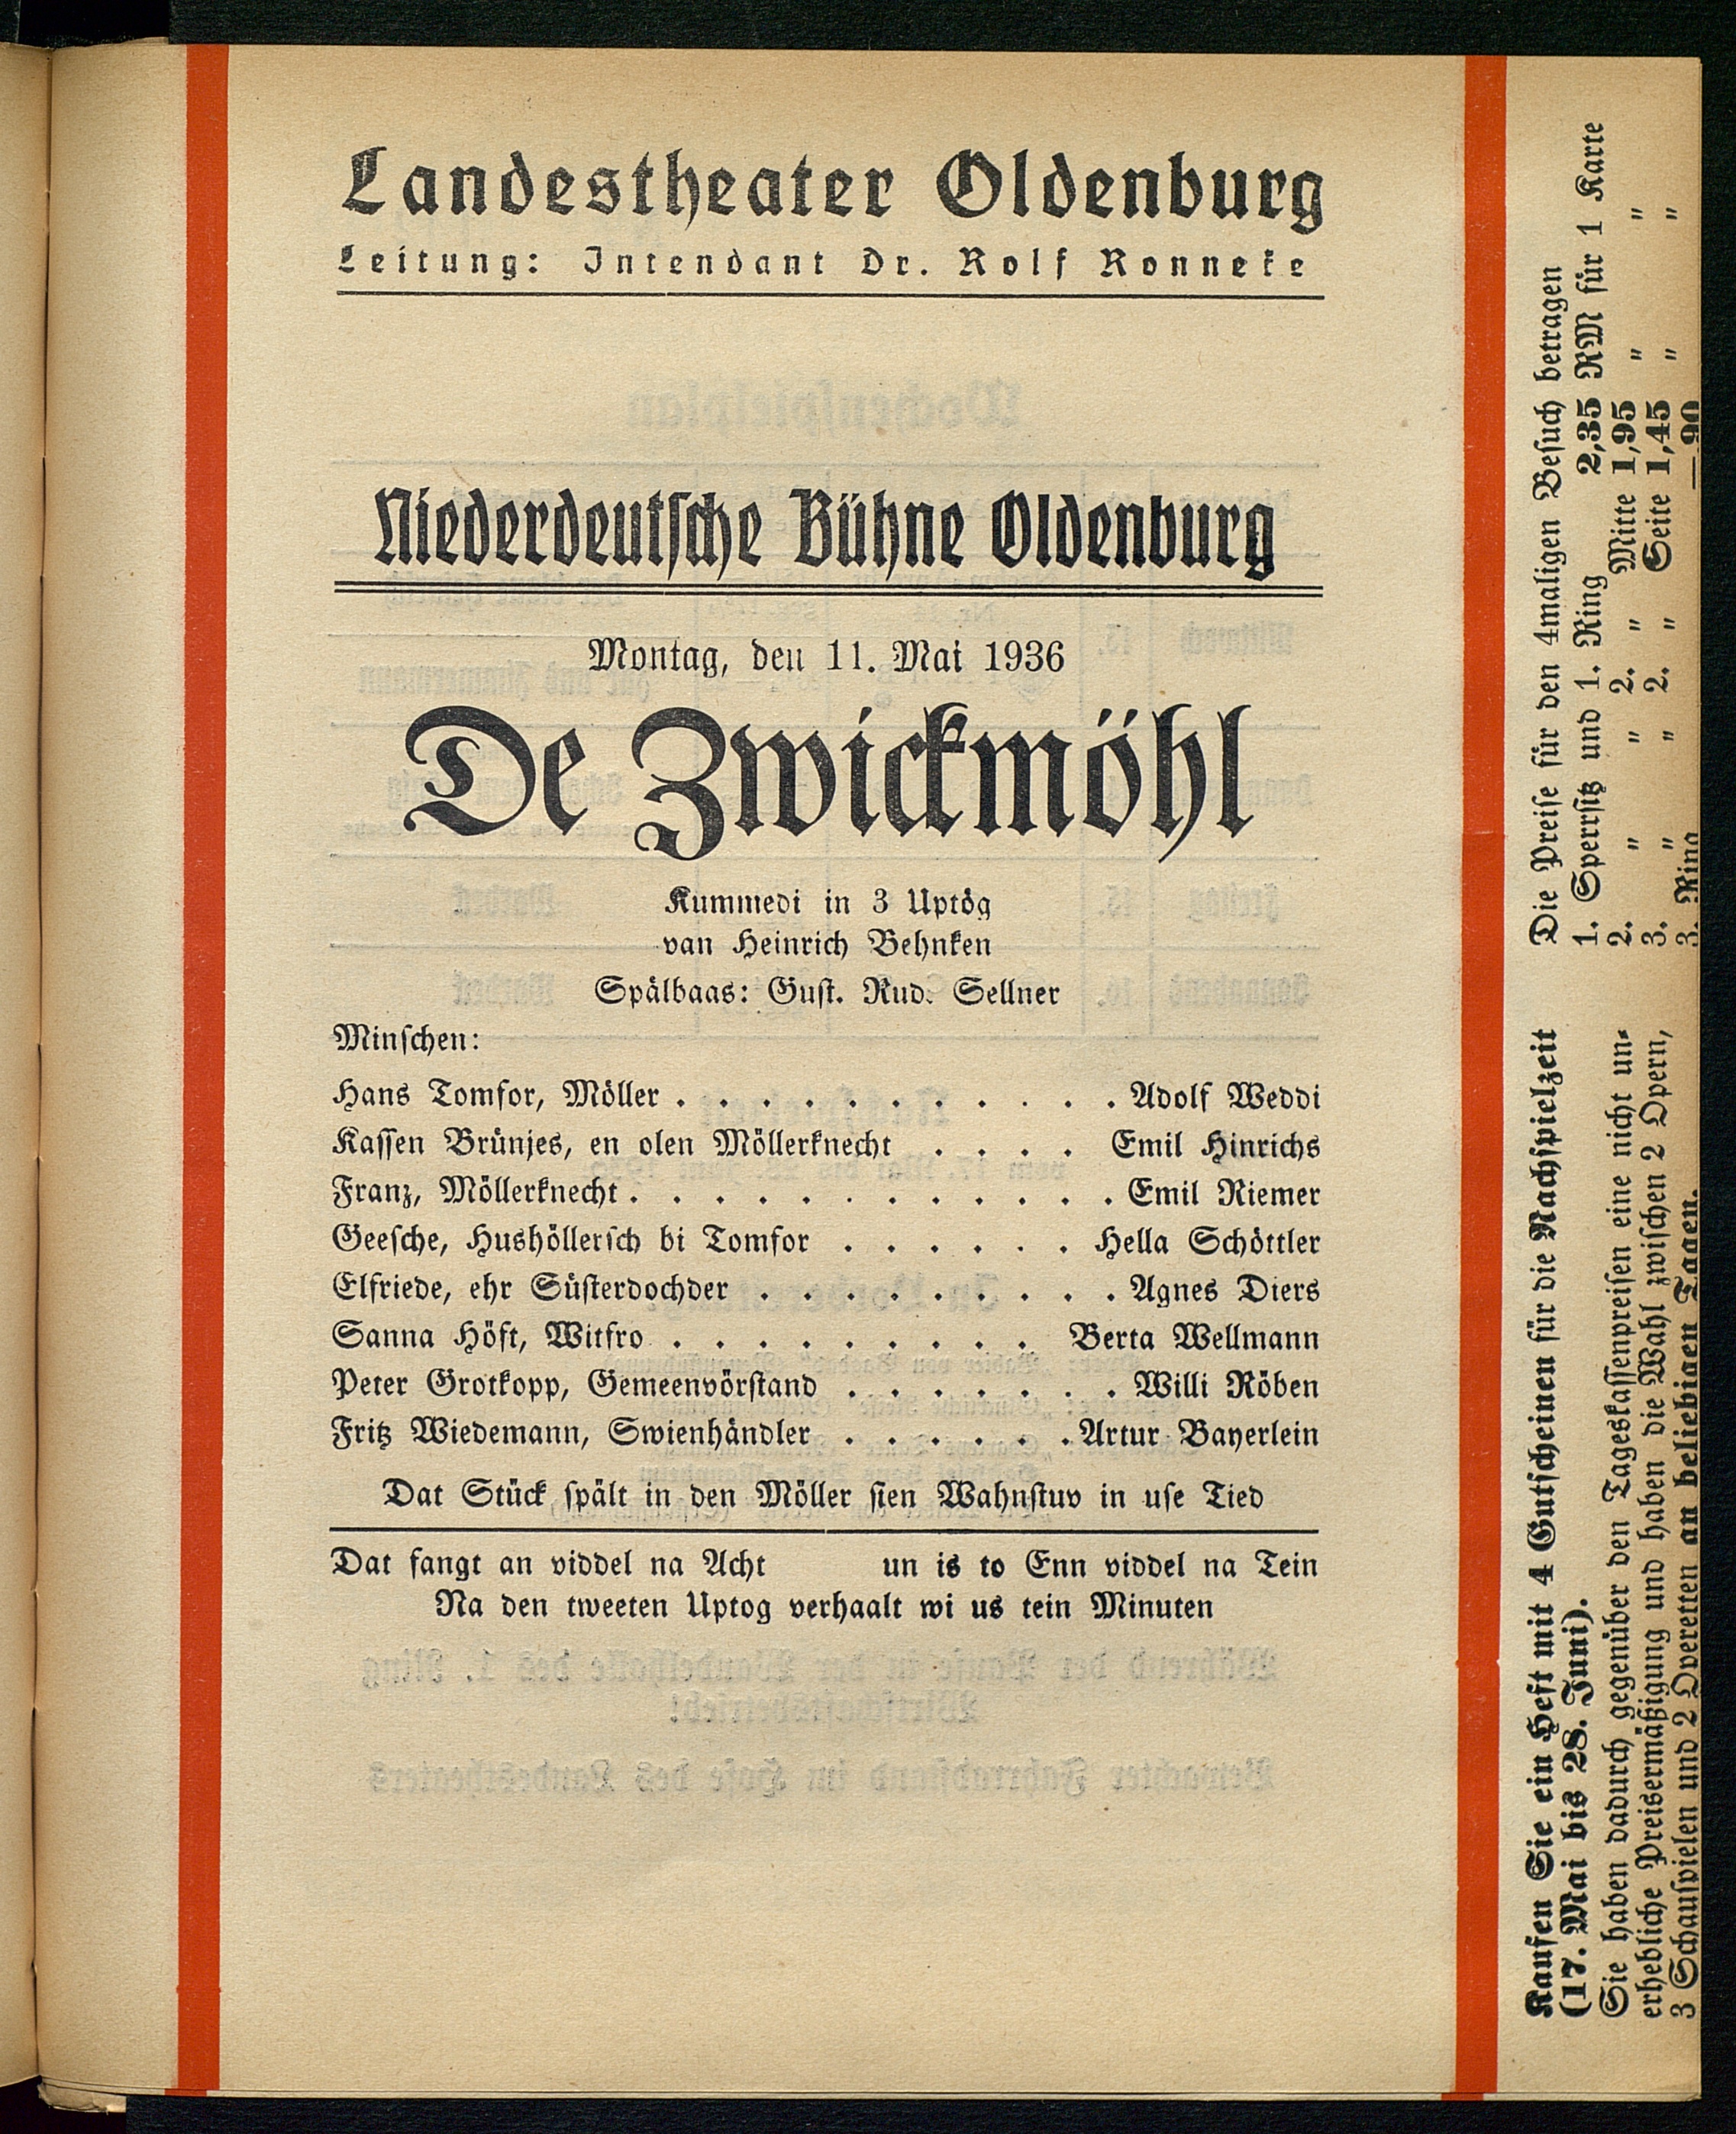 Landestheater Oldenburg
Leitung: Intendant Dr. Rolf Ronneke
Niederdeutsche Bühne Oldenburg
Montag, den 11. Mai 1936
De Zwickmöhl
Kummedi in 3 Uptög
van Heinrich Behnken
Spälbaas: Gust. Rud. Sellner
Minschen:
Hans Tomfor, Möller . . . . . . . . . . . Adolf Weddi
Kassen Brünjes, en olen Möllerknecht . . . . Emil Hinrichs
Franz, Möllerknecht . . . . . . . . . . . . Emil Riemer
Geesche, Hushöllersch bi Tomfor . . . . . . Hella Schöttler
Elfriede, ehr Süsterdochder . . . . . . . . . Agnes Diers
Sanna Höft, Witfro . . . . . . . . . Berta Wellmann
Peter Grotkopp, Gemeenvörstand . . . . . . . Willi Röben
Fritz Wiedemann, Swienhändler . . . . . . Artur Bayerlein
Dat Stück spält in den Möller sien Wahnstuv in use Tied
Dat fangt an viddel na Acht un is to Enn viddel na Tein
Na den tweeten Uptog verhaalt wi us tein Minuten
Kaufen Sie ein Heft mit 4 Gutscheinen für die Nachspielzeit
(17. Mai bis 28. Juni).
Sie haben dadurch gegenüber den Tageskassenpreisen eine nicht un-
erhebliche Preisermäßigung und haben die Wahl zwischen 2 Opern,
3 Schauspielen und 2 Operetten an beliebigen Tagen.
Die Preise für den 4maligen Besuch betragen
1. Sperrsitz und 1. Ring 2,35 RM für 1 Karte
2. " " 2. " Mitte 1,95 " "
3. " " 2. " Seite 1,45 " "
3. Ring —,90